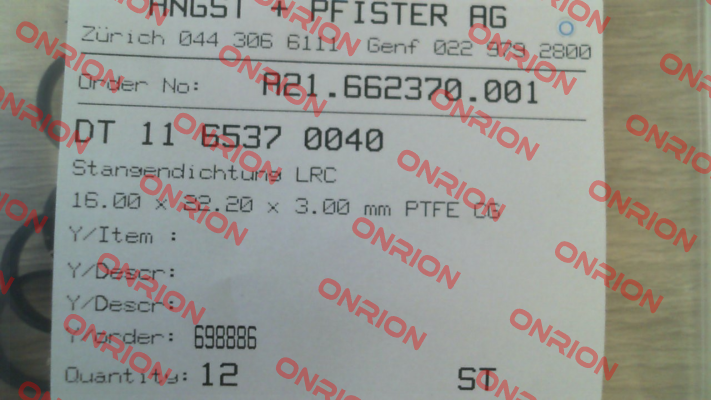 ANGST + PFISTER AG
Zürich 044 306 6111 Genf 022 979 2800
Order No: A21.662370.001
DT 11 6537 0040
Stangendichtung LRC
16.00 x 22.20 x 3.00 mm PTFE CG
Y/Item :
Y/Descr:
Y/Descr:
Y/order: 698886
Quantity: 12 ST
ONRION